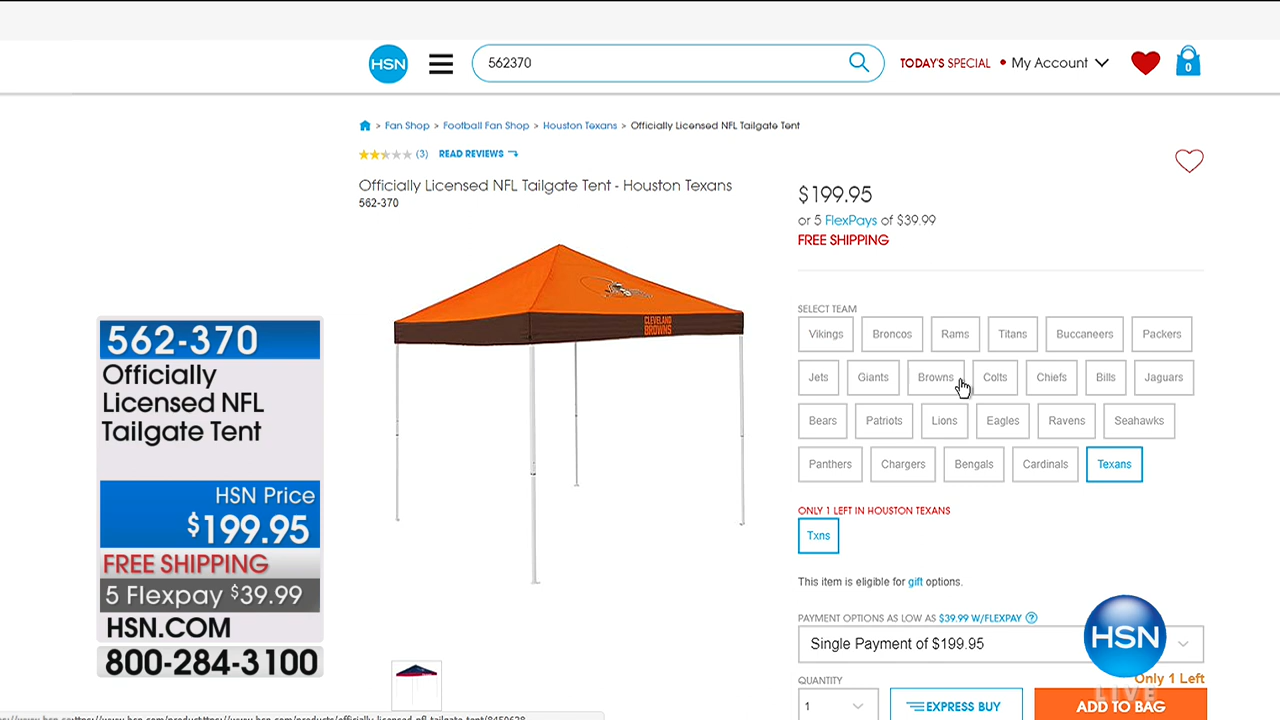 HSN
562370
TODAY'S SPECIAL • My Account
0
> Fan Shop > Football Fan Shop > Houston Texans > Officially Licensed NFL Tailgate Tent
(3) READ REVIEWS
Officially Licensed NFL Tailgate Tent - Houston Texans
562-370
CLEVELAND
BROWNS
$199.95
or 5 FlexPays of $39.99
FREE SHIPPING
SELECT TEAM
Vikings Broncos Rams Titans Buccaneers Packers
Jets Giants Browns Colts Chiefs Bills Jaguars
Bears Patriots Lions Eagles Ravens Seahawks
Panthers Chargers Bengals Cardinals Texans
ONLY 1 LEFT IN HOUSTON TEXANS
Txns
This item is eligible for gift options.
PAYMENT OPTIONS AS LOW AS $39.99 W/FLEXPAY ?
Single Payment of $199.95
Only 1 Left
QUANTITY
1
EXPRESS BUY
ADD TO BAG
HSN
LIVE
562-370
Officially
Licensed NFL
Tailgate Tent
HSN Price
$199.95
FREE SHIPPING
5 Flexpay $39.99
HSN.COM
800-284-3100